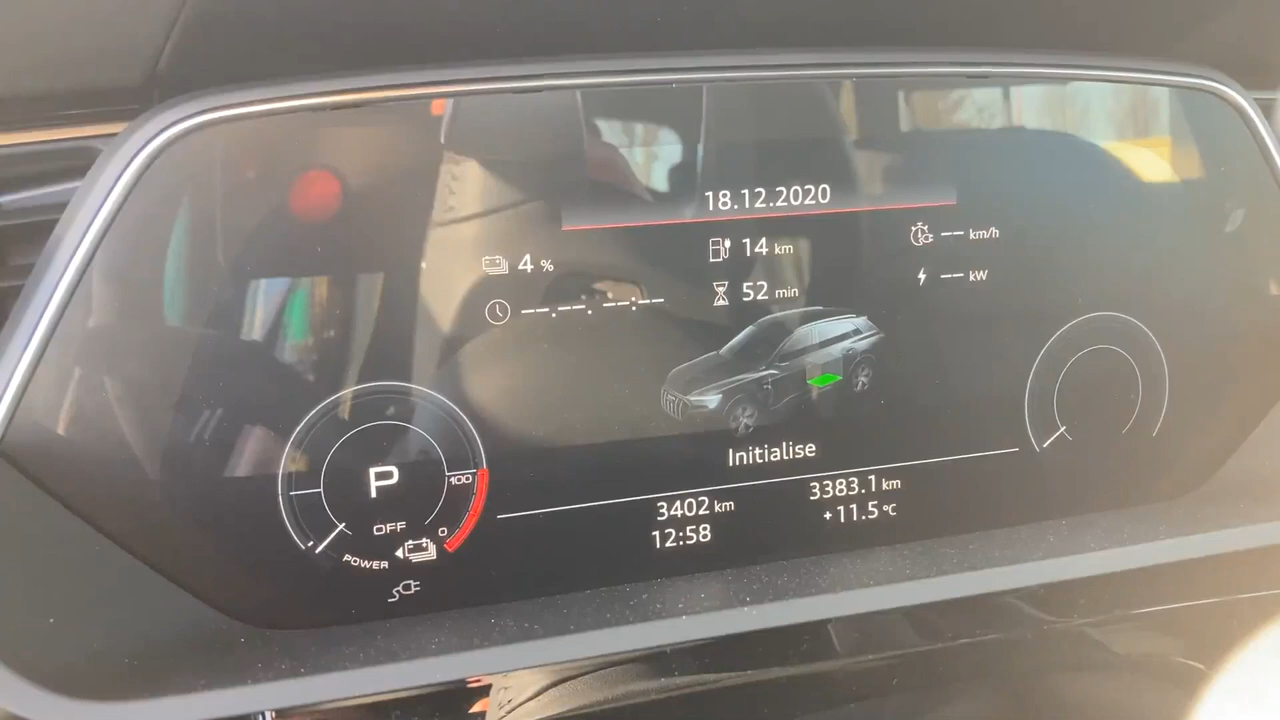 18.12.2020
4 %
14 km
-- km/h
--.--. --:--
52 min
-- kW
P
OFF
100
0
POWER
Initialise
3402 km
3383.1 km
12:58
+11.5 °C